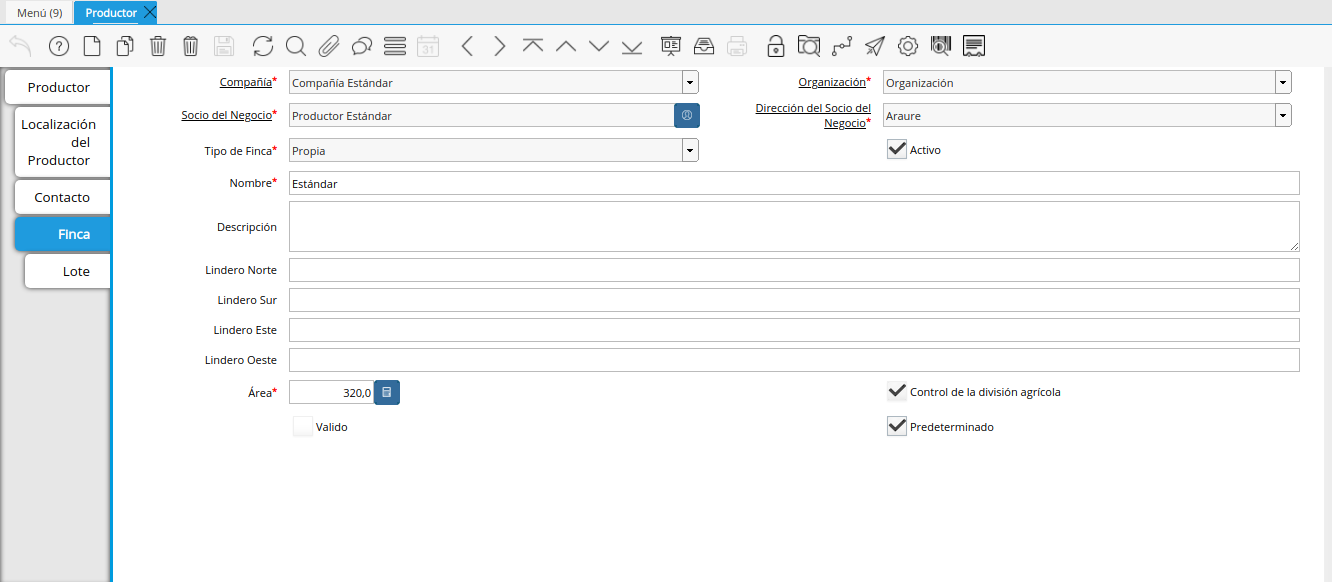 Menú (9)
Productor
31
Productor
Localización
del
Productor
Contacto
Finca
Lote
Compañía*
Compañía Estándar
Organización*
Organización
Socio del Negocio*
Productor Estándar
Dirección del Socio del
Negocio*
Araure
Tipo de Finca*
Propia
Activo
Nombre*
Estándar
Descripción
Lindero Norte
Lindero Sur
Lindero Este
Lindero Oeste
Área*
320,0
Control de la división agrícola
Valido
Predeterminado